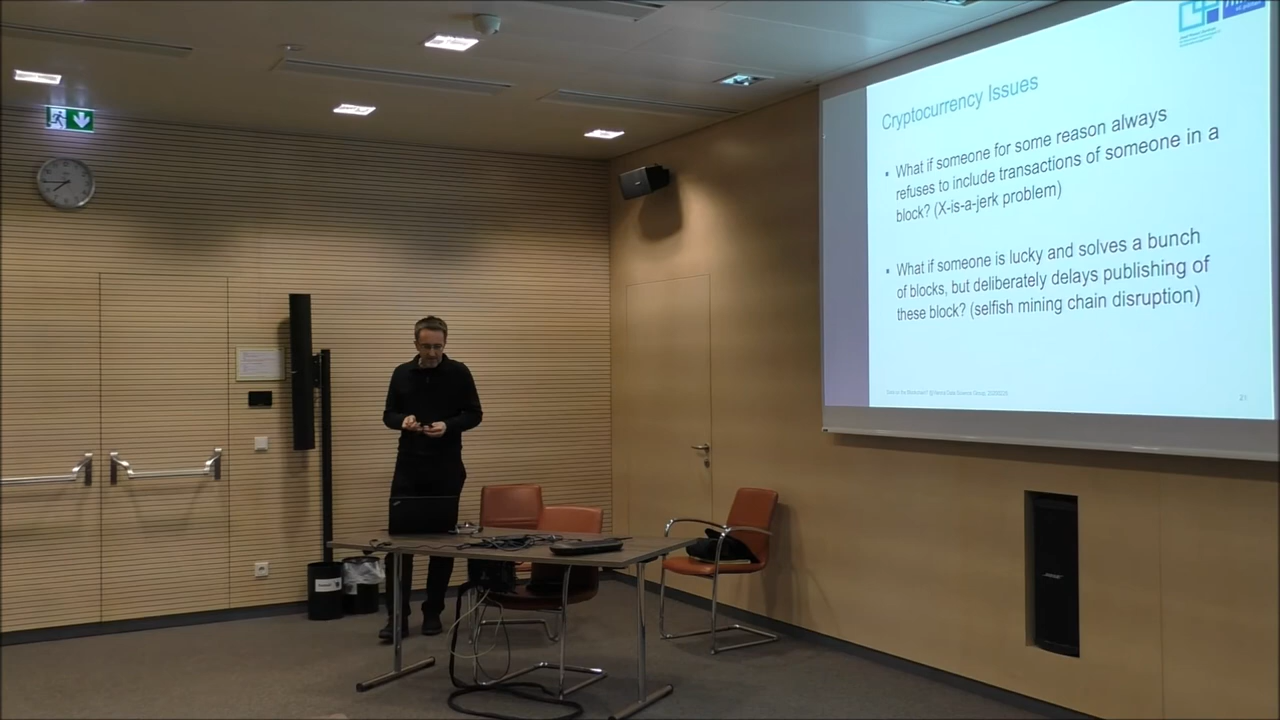 Cryptocurrency Issues
What if someone for some reason always
refuses to include transactions of someone in a
block? (X-is-a-jerk problem)
What if someone is lucky and solves a bunch
of blocks, but deliberately delays publishing of
these block? (selfish mining chain disruption)
BOSE